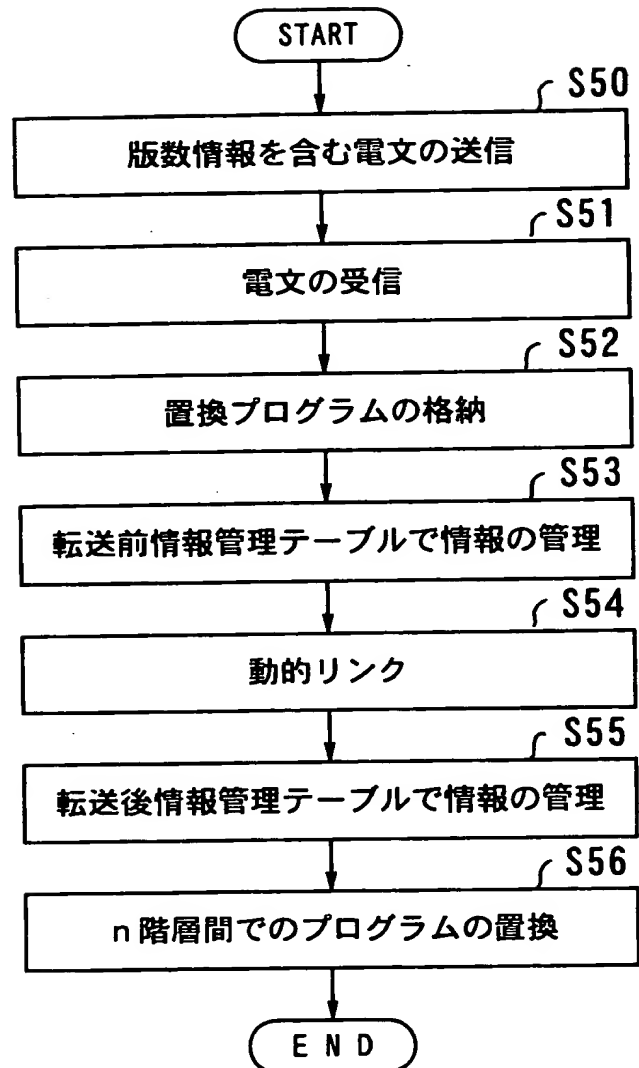 START
S50
版数情報を含む電文の送信
S51
電文の受信
S52
置換プログラムの格納
S53
転送前情報管理テーブルで情報の管理
S54
動的リンク
S55
転送後情報管理テーブルで情報の管理
S56
n階層間でのプログラムの置換
END